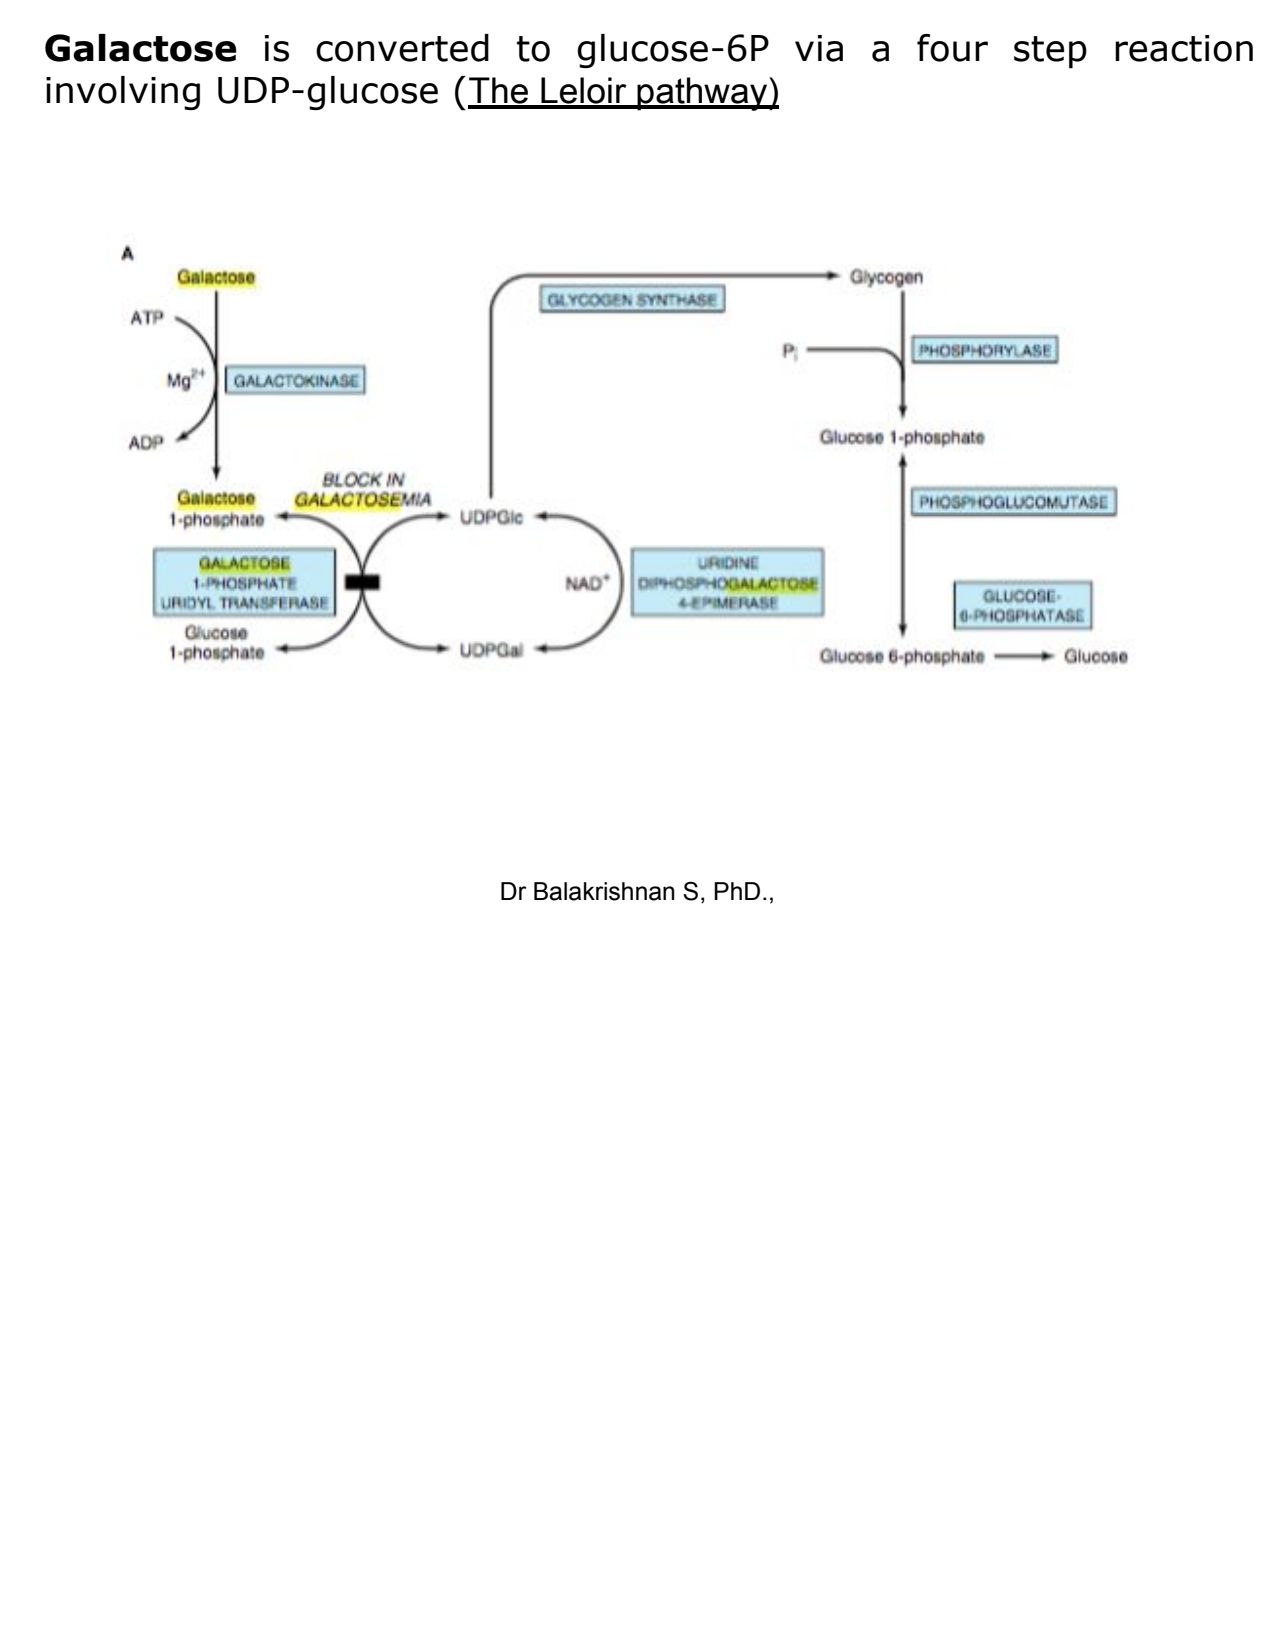 Galactose is converted to glucose-6P via a four step reaction
involving UDP-glucose (The Leloir pathway)
A
Galactose
ATP
Mg2+
GALACTOKINASE
ADP
Galactose
1-phosphate
BLOCK IN
GALACTOSEMIA
GALACTOSE
1-PHOSPHATE
URIDYL TRANSFERASE
Glucose
1-phosphate
UDPGlc
NAD+
UDPGal
URIDINE
DIPHOSPHOGALACTOSE
4-EPIMERASE
GLYCOGEN SYNTHASE
Glycogen
Pi
PHOSPHORYLASE
Glucose 1-phosphate
PHOSPHOGLUCOMUTASE
GLUCOSE-
6-PHOSPHATASE
Glucose 6-phosphate
Glucose
Dr Balakrishnan S, PhD.,